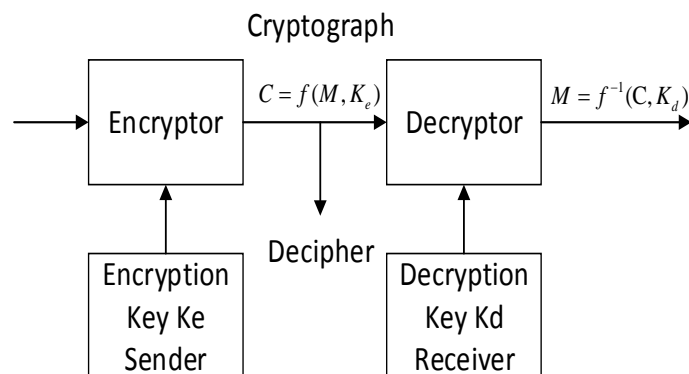 Cryptograph
Encryptor
C = f(M, K_e)
Decryptor
M = f^{-1}(C, K_d)
Decipher
Encryption
Key Ke
Sender
Decryption
Key Kd
Receiver